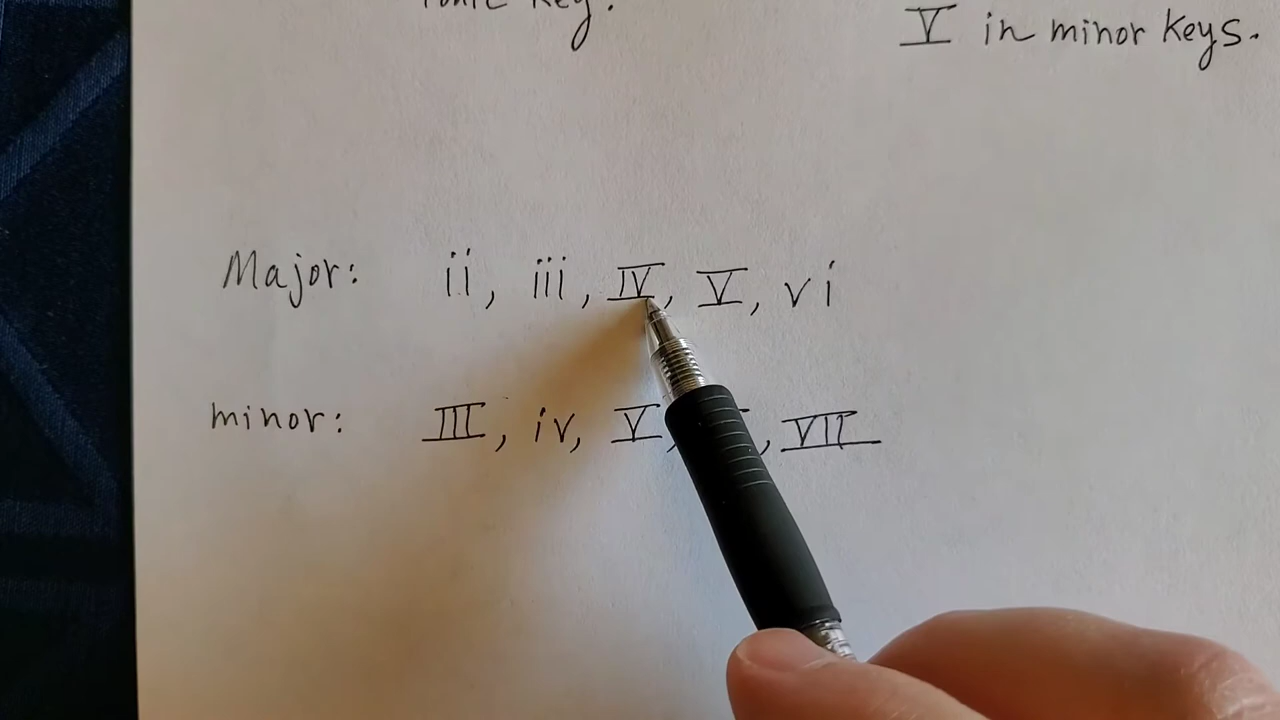 Key.
V in minor keys.
Major: ii, iii, IV, V, vi
minor: III, iv, V, , VII